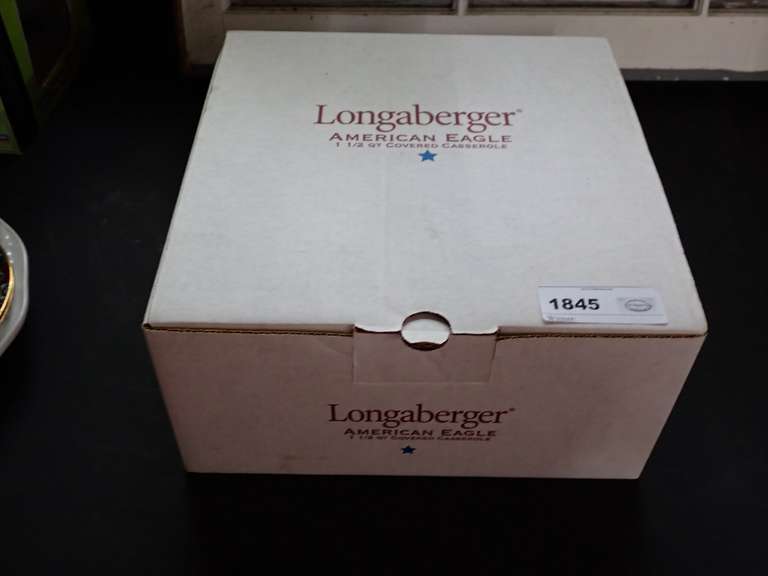 Longaberger®
AMERICAN EAGLE
1 1/2 QT COVERED CASSEROLE
1845
Longaberger®
AMERICAN EAGLE
1 1/2 QT COVERED CASSEROLE